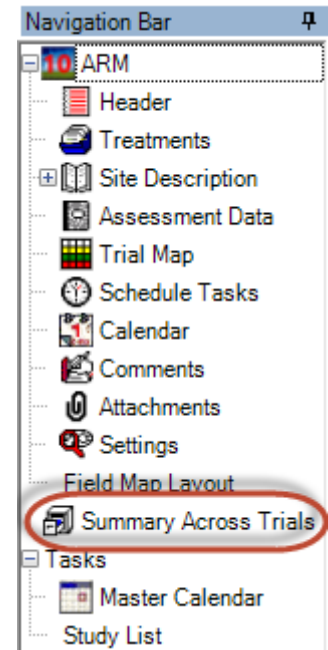 Navigation Bar
10 ARM
Header
Treatments
Site Description
Assessment Data
Trial Map
Schedule Tasks
Calendar
Comments
Attachments
Settings
Field Map Layout
Summary Across Trials
Tasks
Master Calendar
Study List